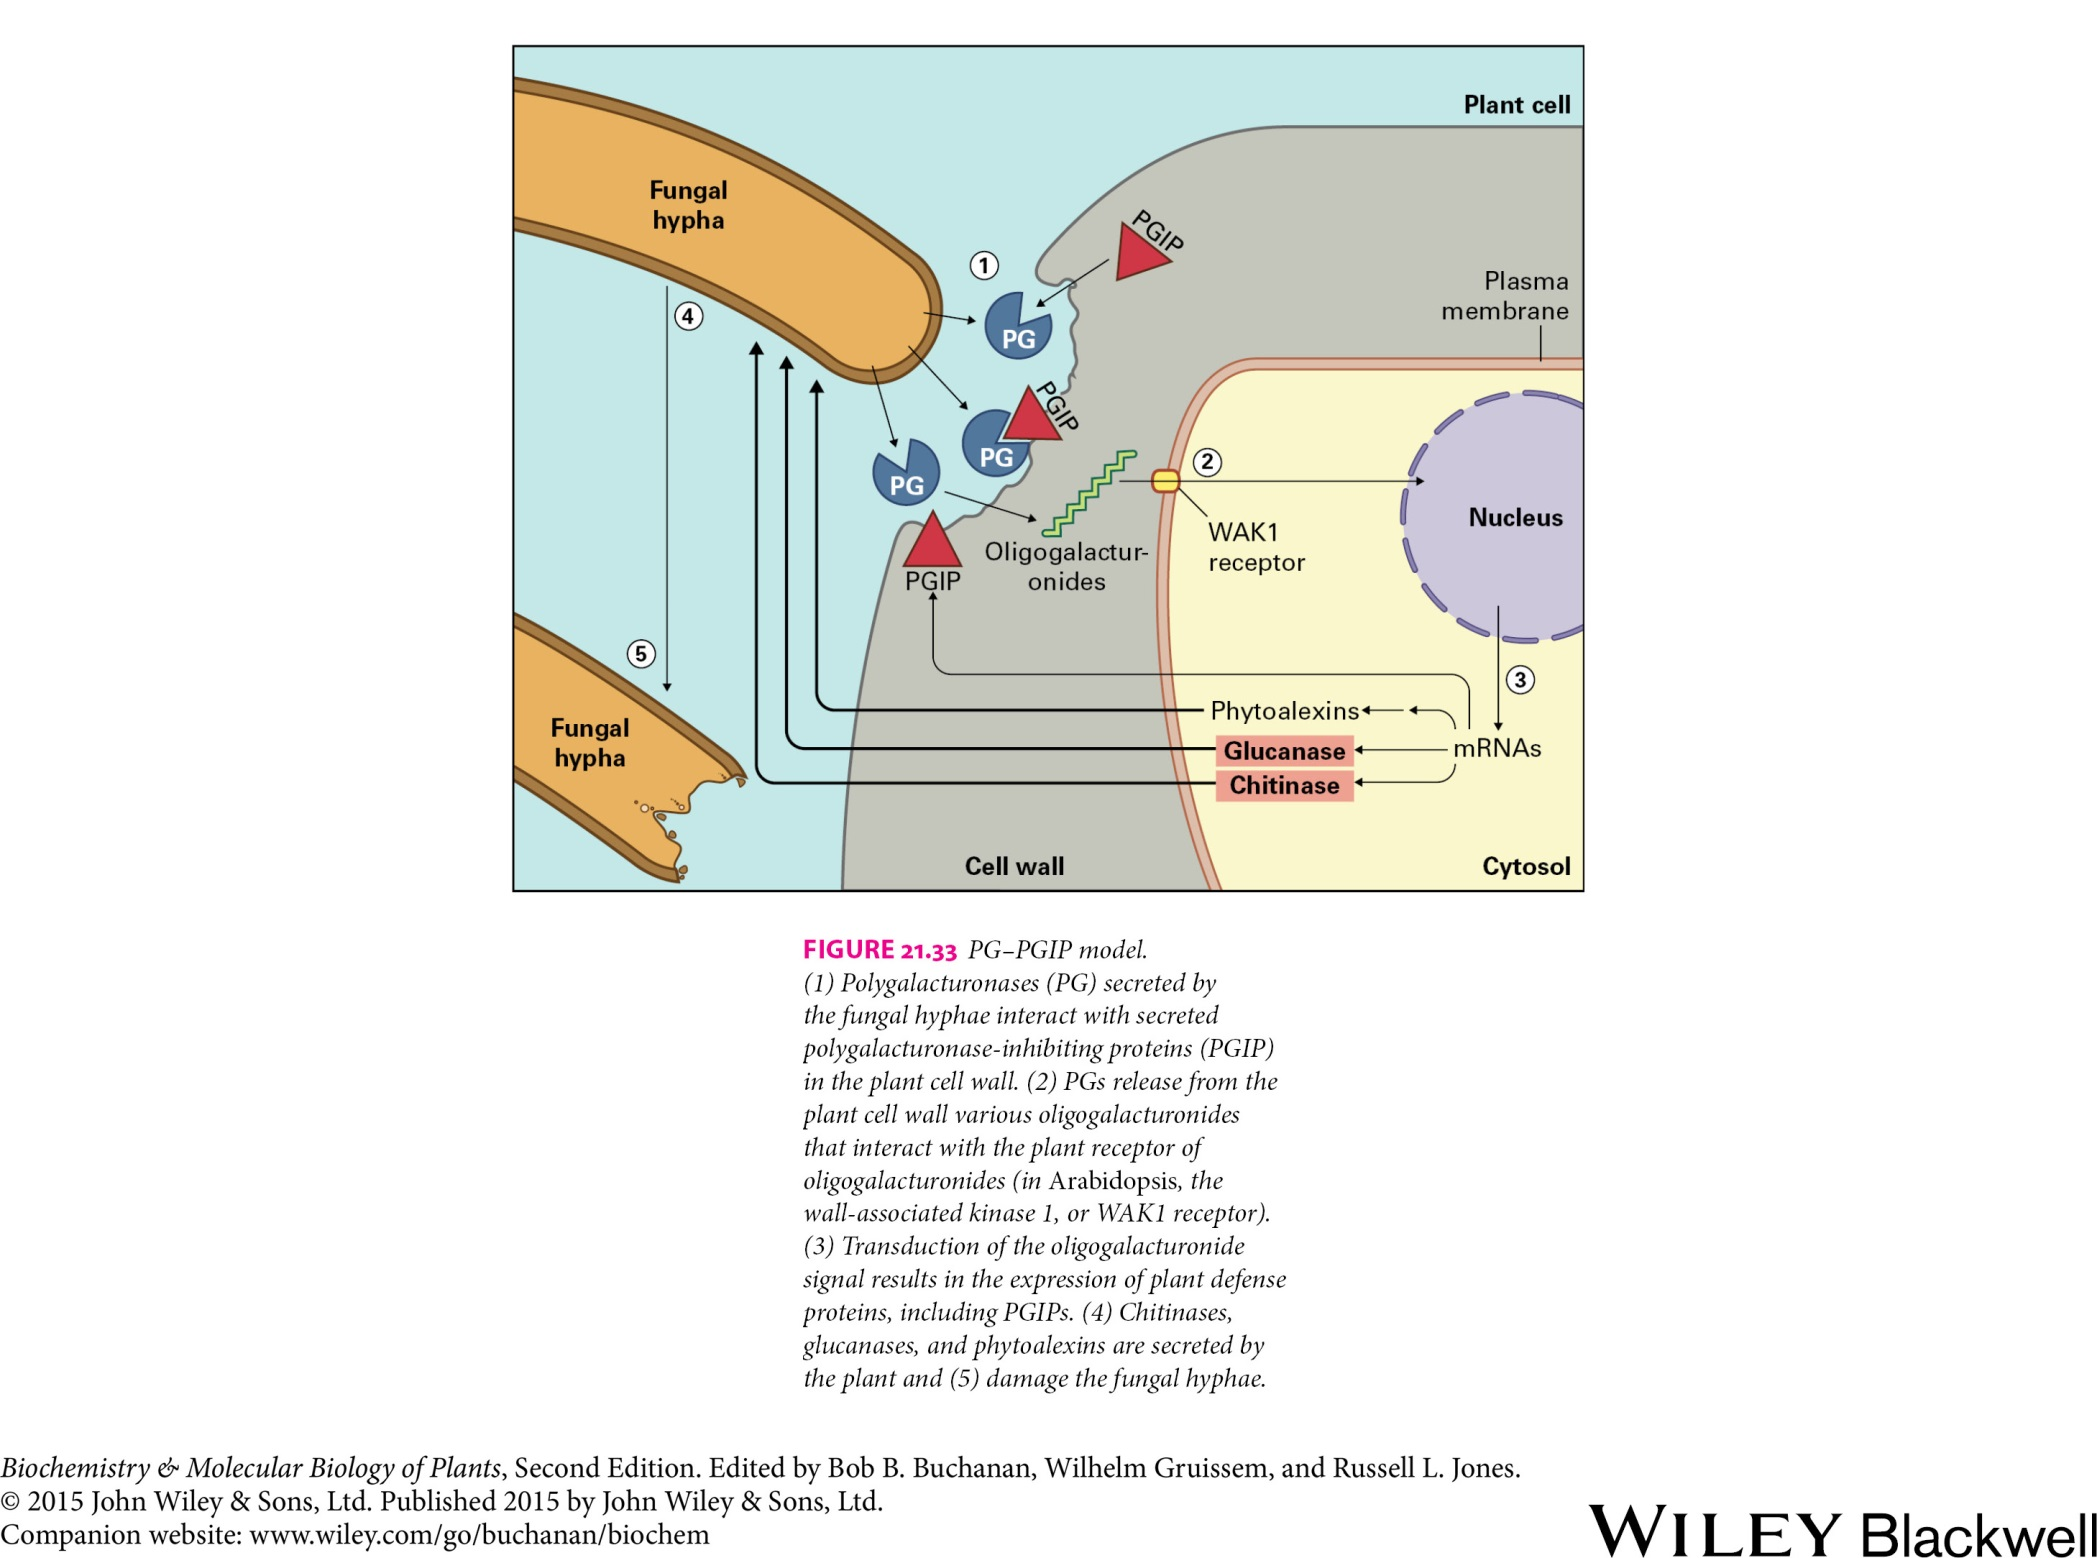 Plant cell
Fungal
hypha
PGIP
1
Plasma
membrane
4
PG
PGIP
PG
2
PG
Nucleus
WAK1
receptor
Oligogalactur-
onides
PGIP
5
3
Phytoalexins
Fungal
hypha
Glucanase
mRNAs
Chitinase
Cell wall
Cytosol
FIGURE 21.33 PG–PGIP model.
(1) Polygalacturonases (PG) secreted by
the fungal hyphae interact with secreted
polygalacturonase-inhibiting proteins (PGIP)
in the plant cell wall. (2) PGs release from the
plant cell wall various oligogalacturonides
that interact with the plant receptor of
oligogalacturonides (in Arabidopsis, the
wall-associated kinase 1, or WAK1 receptor).
(3) Transduction of the oligogalacturonide
signal results in the expression of plant defense
proteins, including PGIPs. (4) Chitinases,
glucanases, and phytoalexins are secreted by
the plant and (5) damage the fungal hyphae.
Biochemistry & Molecular Biology of Plants, Second Edition. Edited by Bob B. Buchanan, Wilhelm Gruissem, and Russell L. Jones.
© 2015 John Wiley & Sons, Ltd. Published 2015 by John Wiley & Sons, Ltd.
Companion website: www.wiley.com/go/buchanan/biochem
WILEY Blackwell